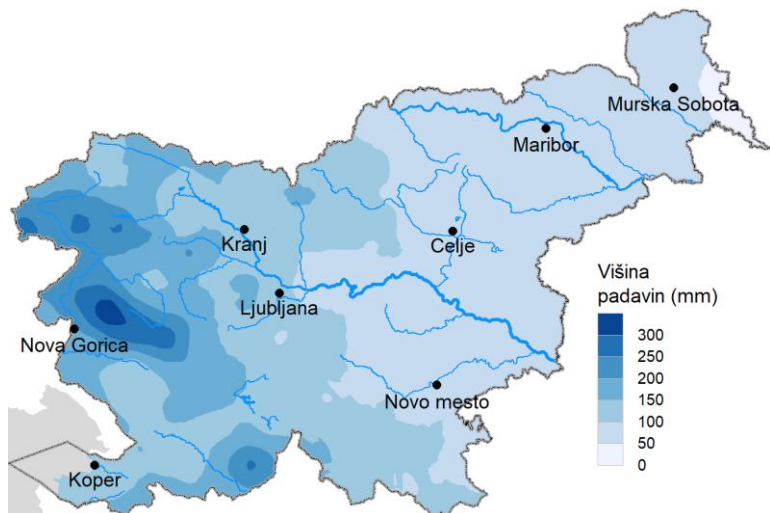 Murska Sobota
Maribor
Kranj
Celje
Ljubljana
Nova Gorica
Novo mesto
Koper
Višina
padavin (mm)
300
250
200
150
100
50
0